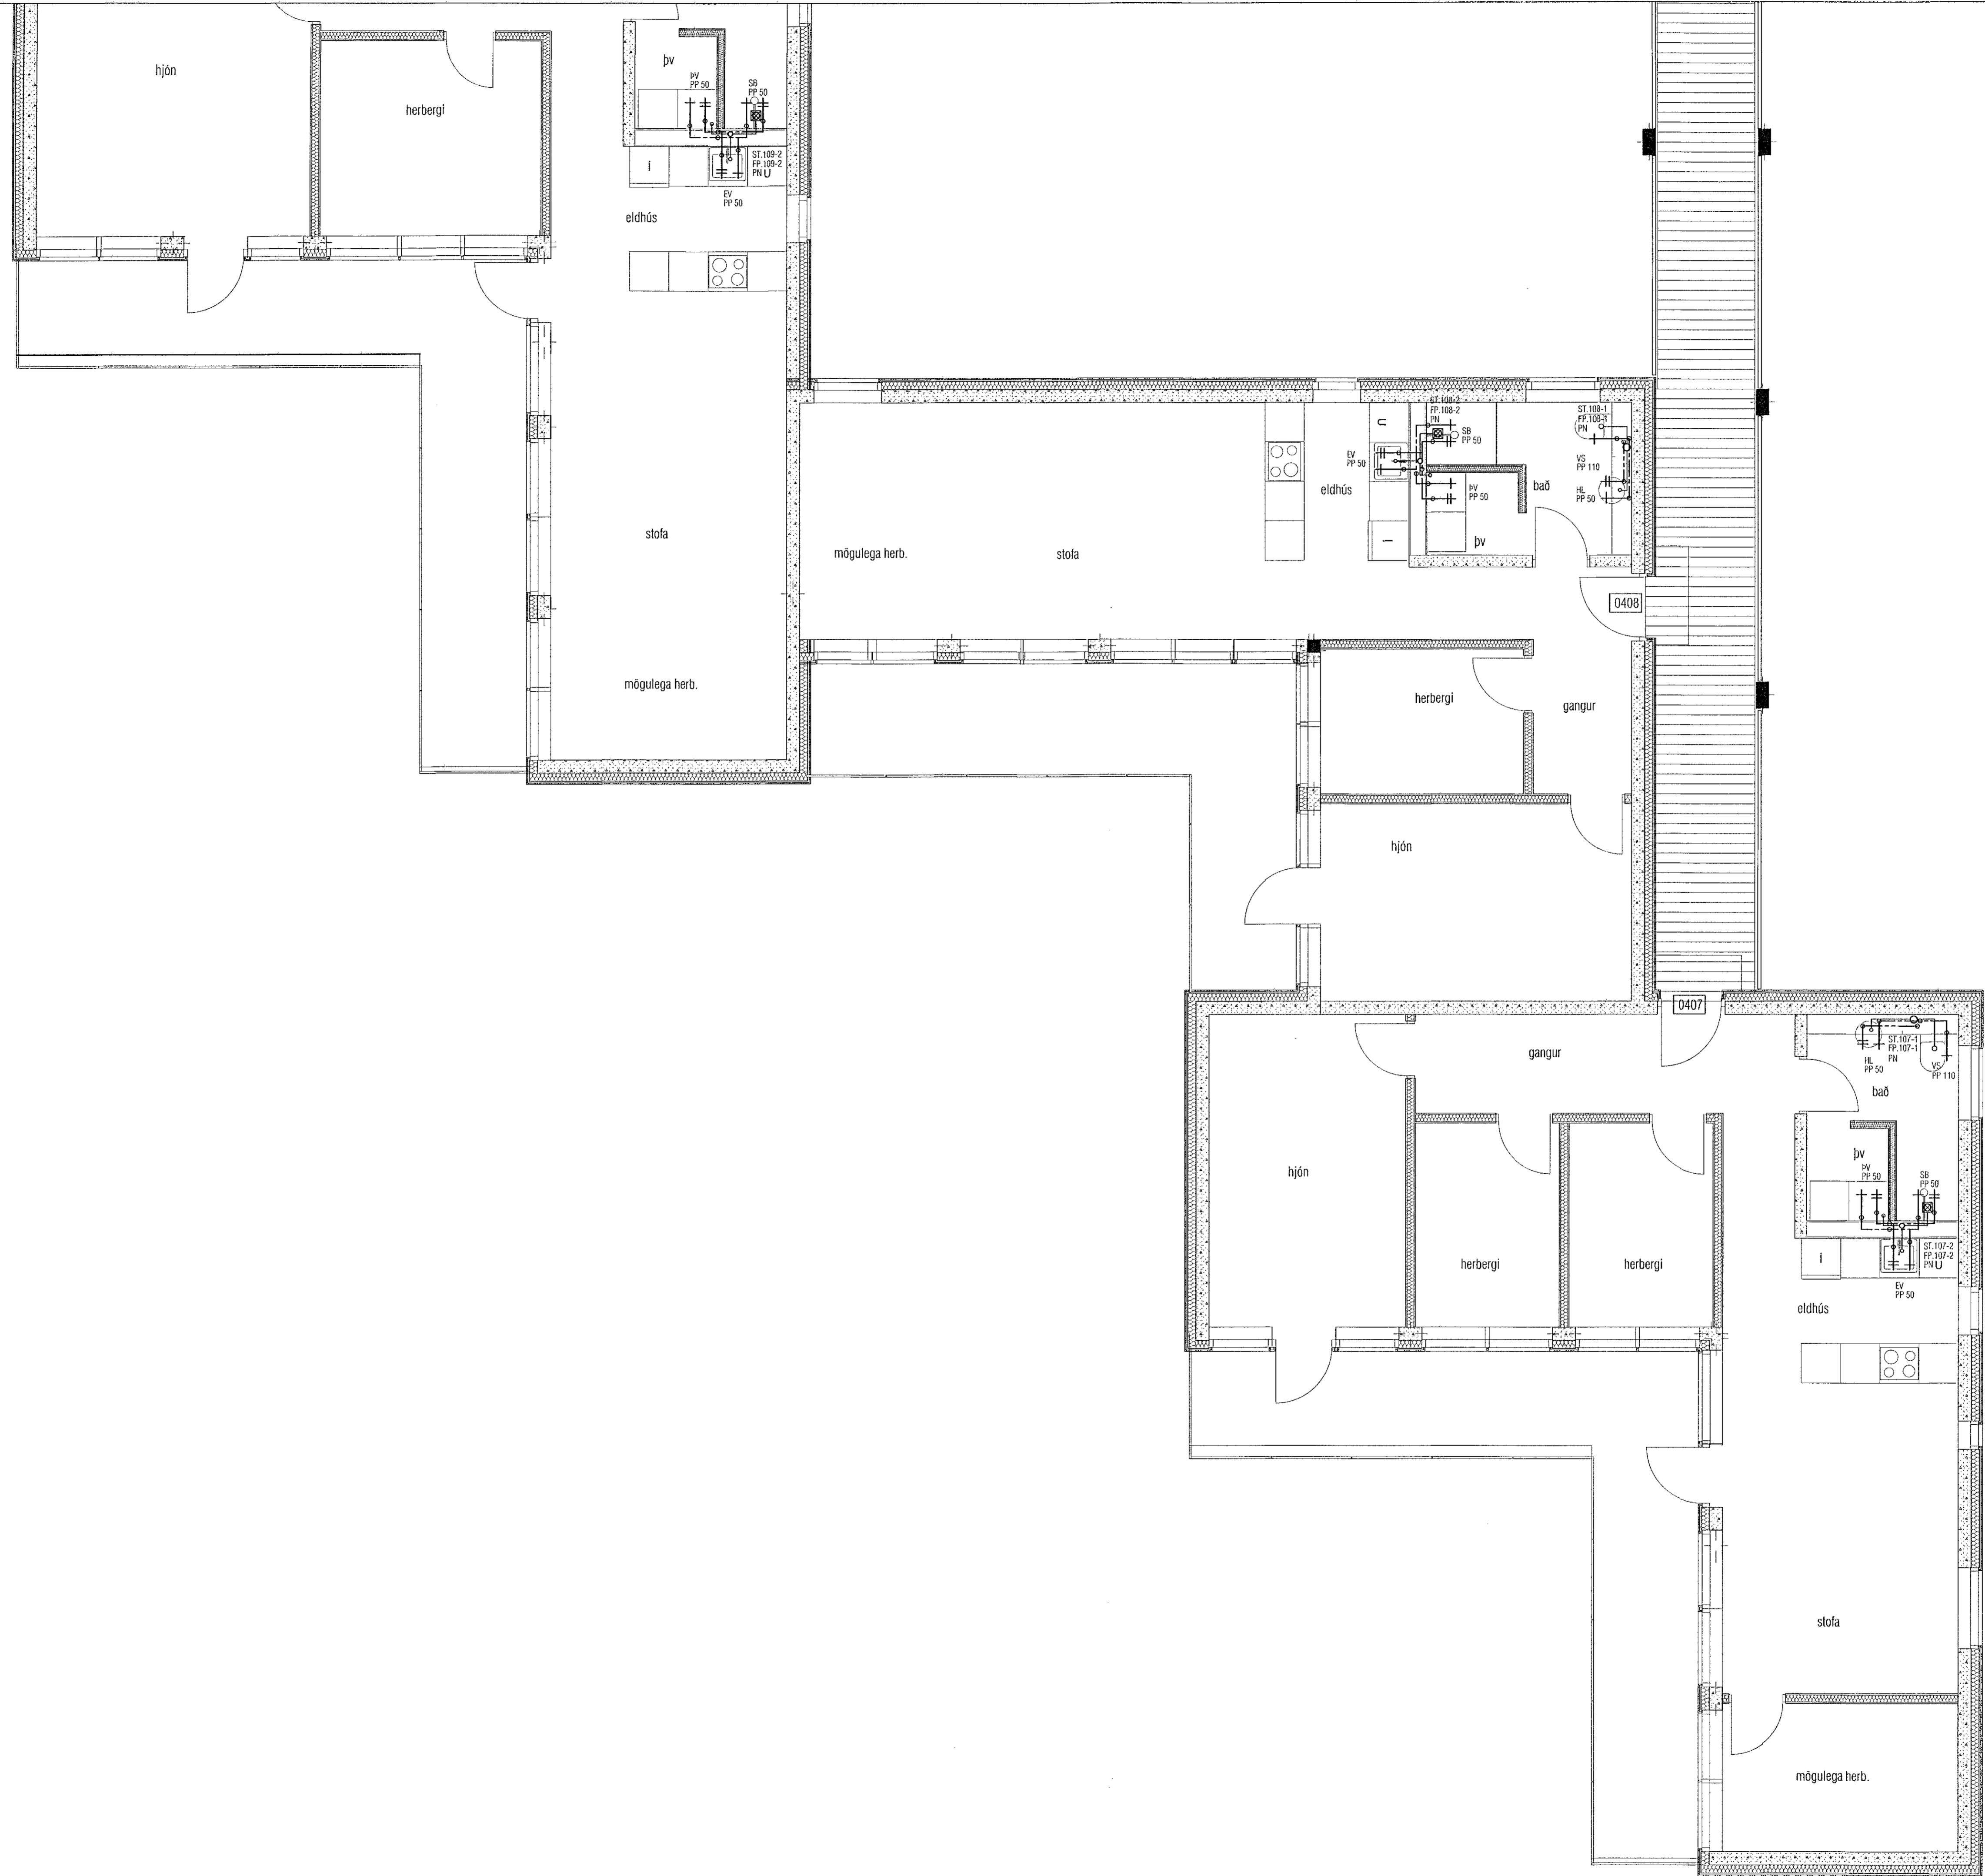 hjón
herbergi
þv
ÞV
PP 50
SB
PP 50
I
ST.109-2
FP.109-2
PN U
EV
PP 50
eldhús
stofa
mögulega herb.
mögulega herb.
stofa
eldhús
U
EV
PP 50
I
ST.108-2
FP.108-2
PN
SB
PP 50
ÞV
PP 50
þv
bað
ST.108-1
FP.108-1
PN
VS
PP 110
HL
PP 50
0408
herbergi
gangur
hjón
0407
gangur
HL
PP 50
ST.107-1
FP.107-1
PN
VS
PP 110
bað
hjón
herbergi
herbergi
þv
ÞV
PP 50
SB
PP 50
I
ST.107-2
FP.107-2
PN U
EV
PP 50
eldhús
stofa
mögulega herb.